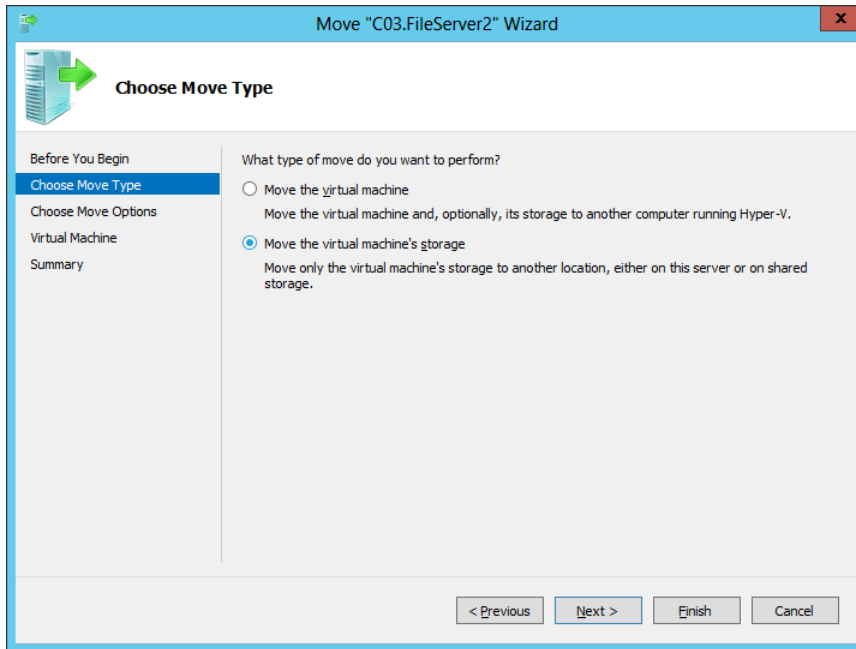 Move "C03.FileServer2" Wizard
x
Choose Move Type
Before You Begin
Choose Move Type
Choose Move Options
Virtual Machine
Summary
What type of move do you want to perform?
Move the virtual machine
Move the virtual machine and, optionally, its storage to another computer running Hyper-V.
Move the virtual machine's storage
Move only the virtual machine's storage to another location, either on this server or on shared
storage.
< Previous
Next >
Finish
Cancel